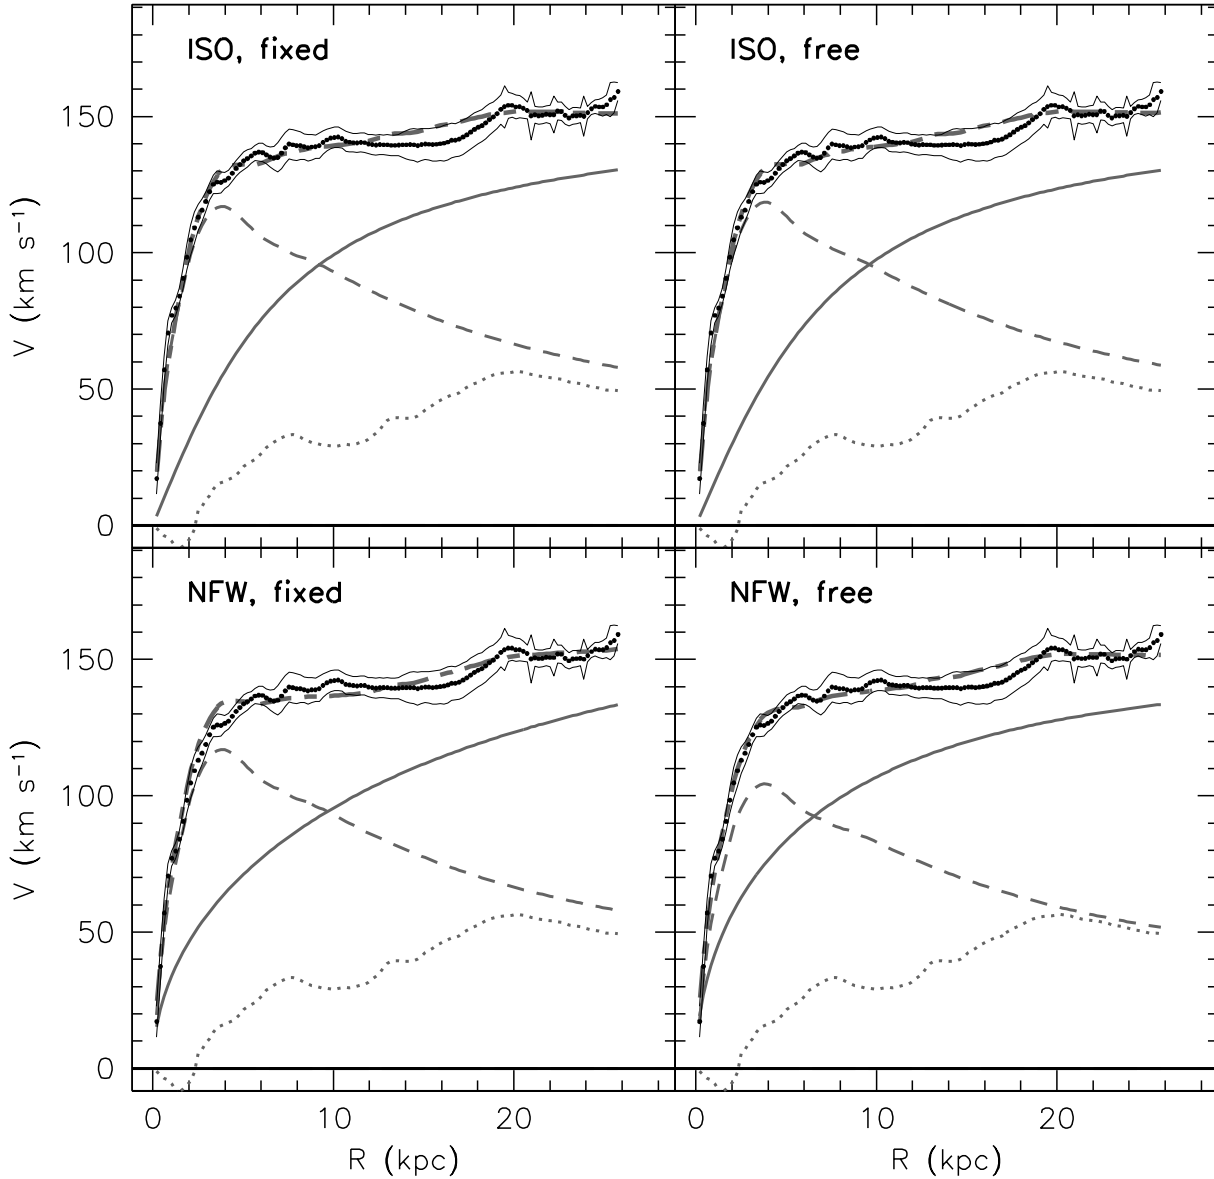 ISO, fixed
ISO, free
150
100
50
0
V (km s⁻¹)
NFW, fixed
NFW, free
150
100
50
0
V (km s⁻¹)
0 10 20
0 10 20
R (kpc)
R (kpc)